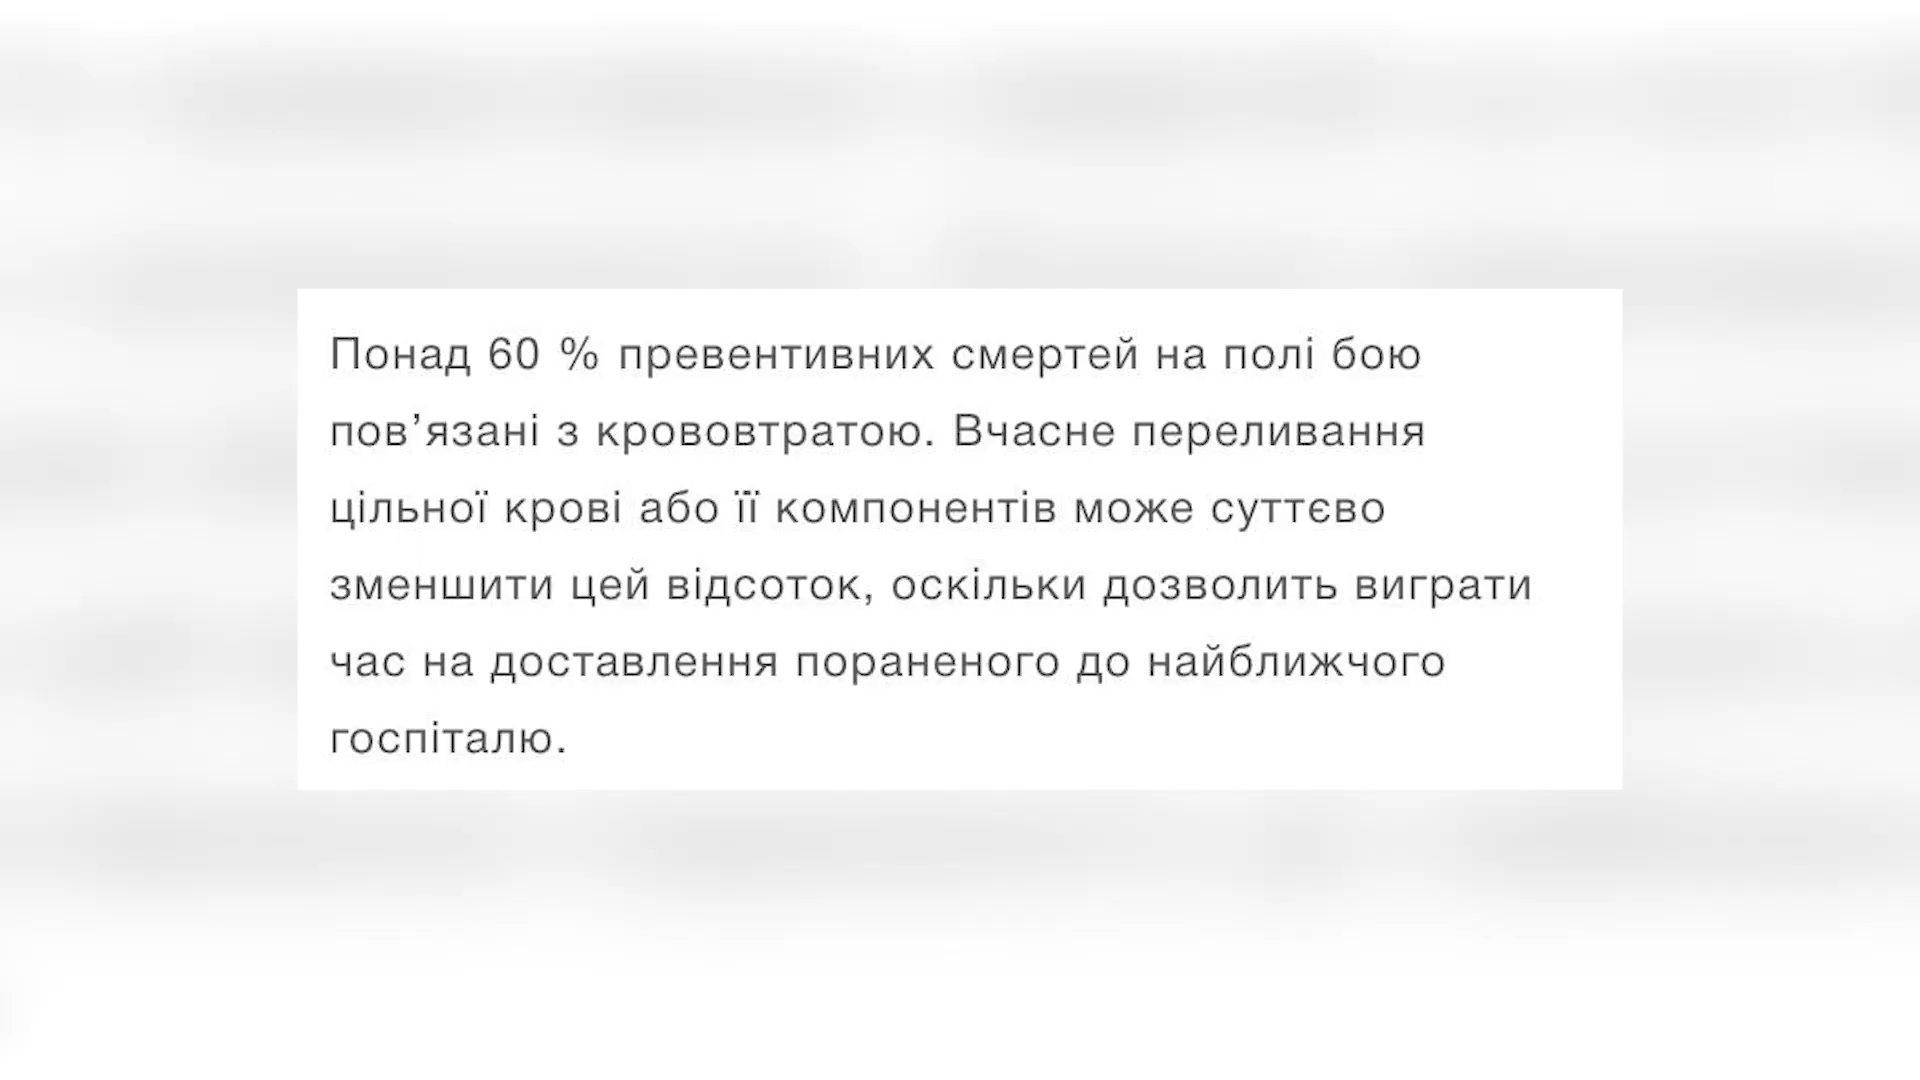 Понад 60 % превентивних смертей на полі бою
пов’язані з крововтратою. Вчасне переливання
цільної крові або її компонентів може суттєво
зменшити цей відсоток, оскільки дозволить виграти
час на доставлення пораненого до найближчого
госпіталю.